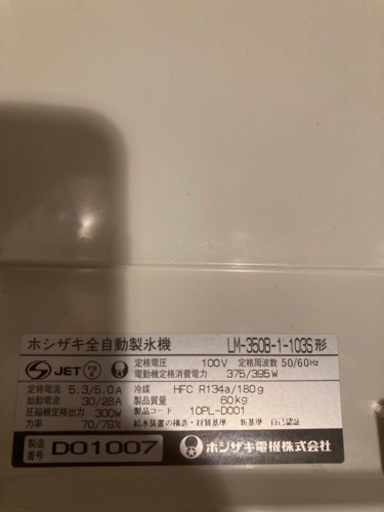 ホシザキ全自動製氷機 LM-350B-1-103S形
JET PSE 定格電圧 100V 定格周波数 50/60Hz
電動機定格消費電力 375/395W
定格電流 5.3/5.0A 冷媒 HFC R134a/180g
始動電流 30/28A 製品質量 60kg
圧縮機定格出力 300W 製品コード 10PL-D001
力率 70/79% 給水装置の構造・材質基準 新基準 自己認証
製造番号 D01007 ホシザキ電機株式会社